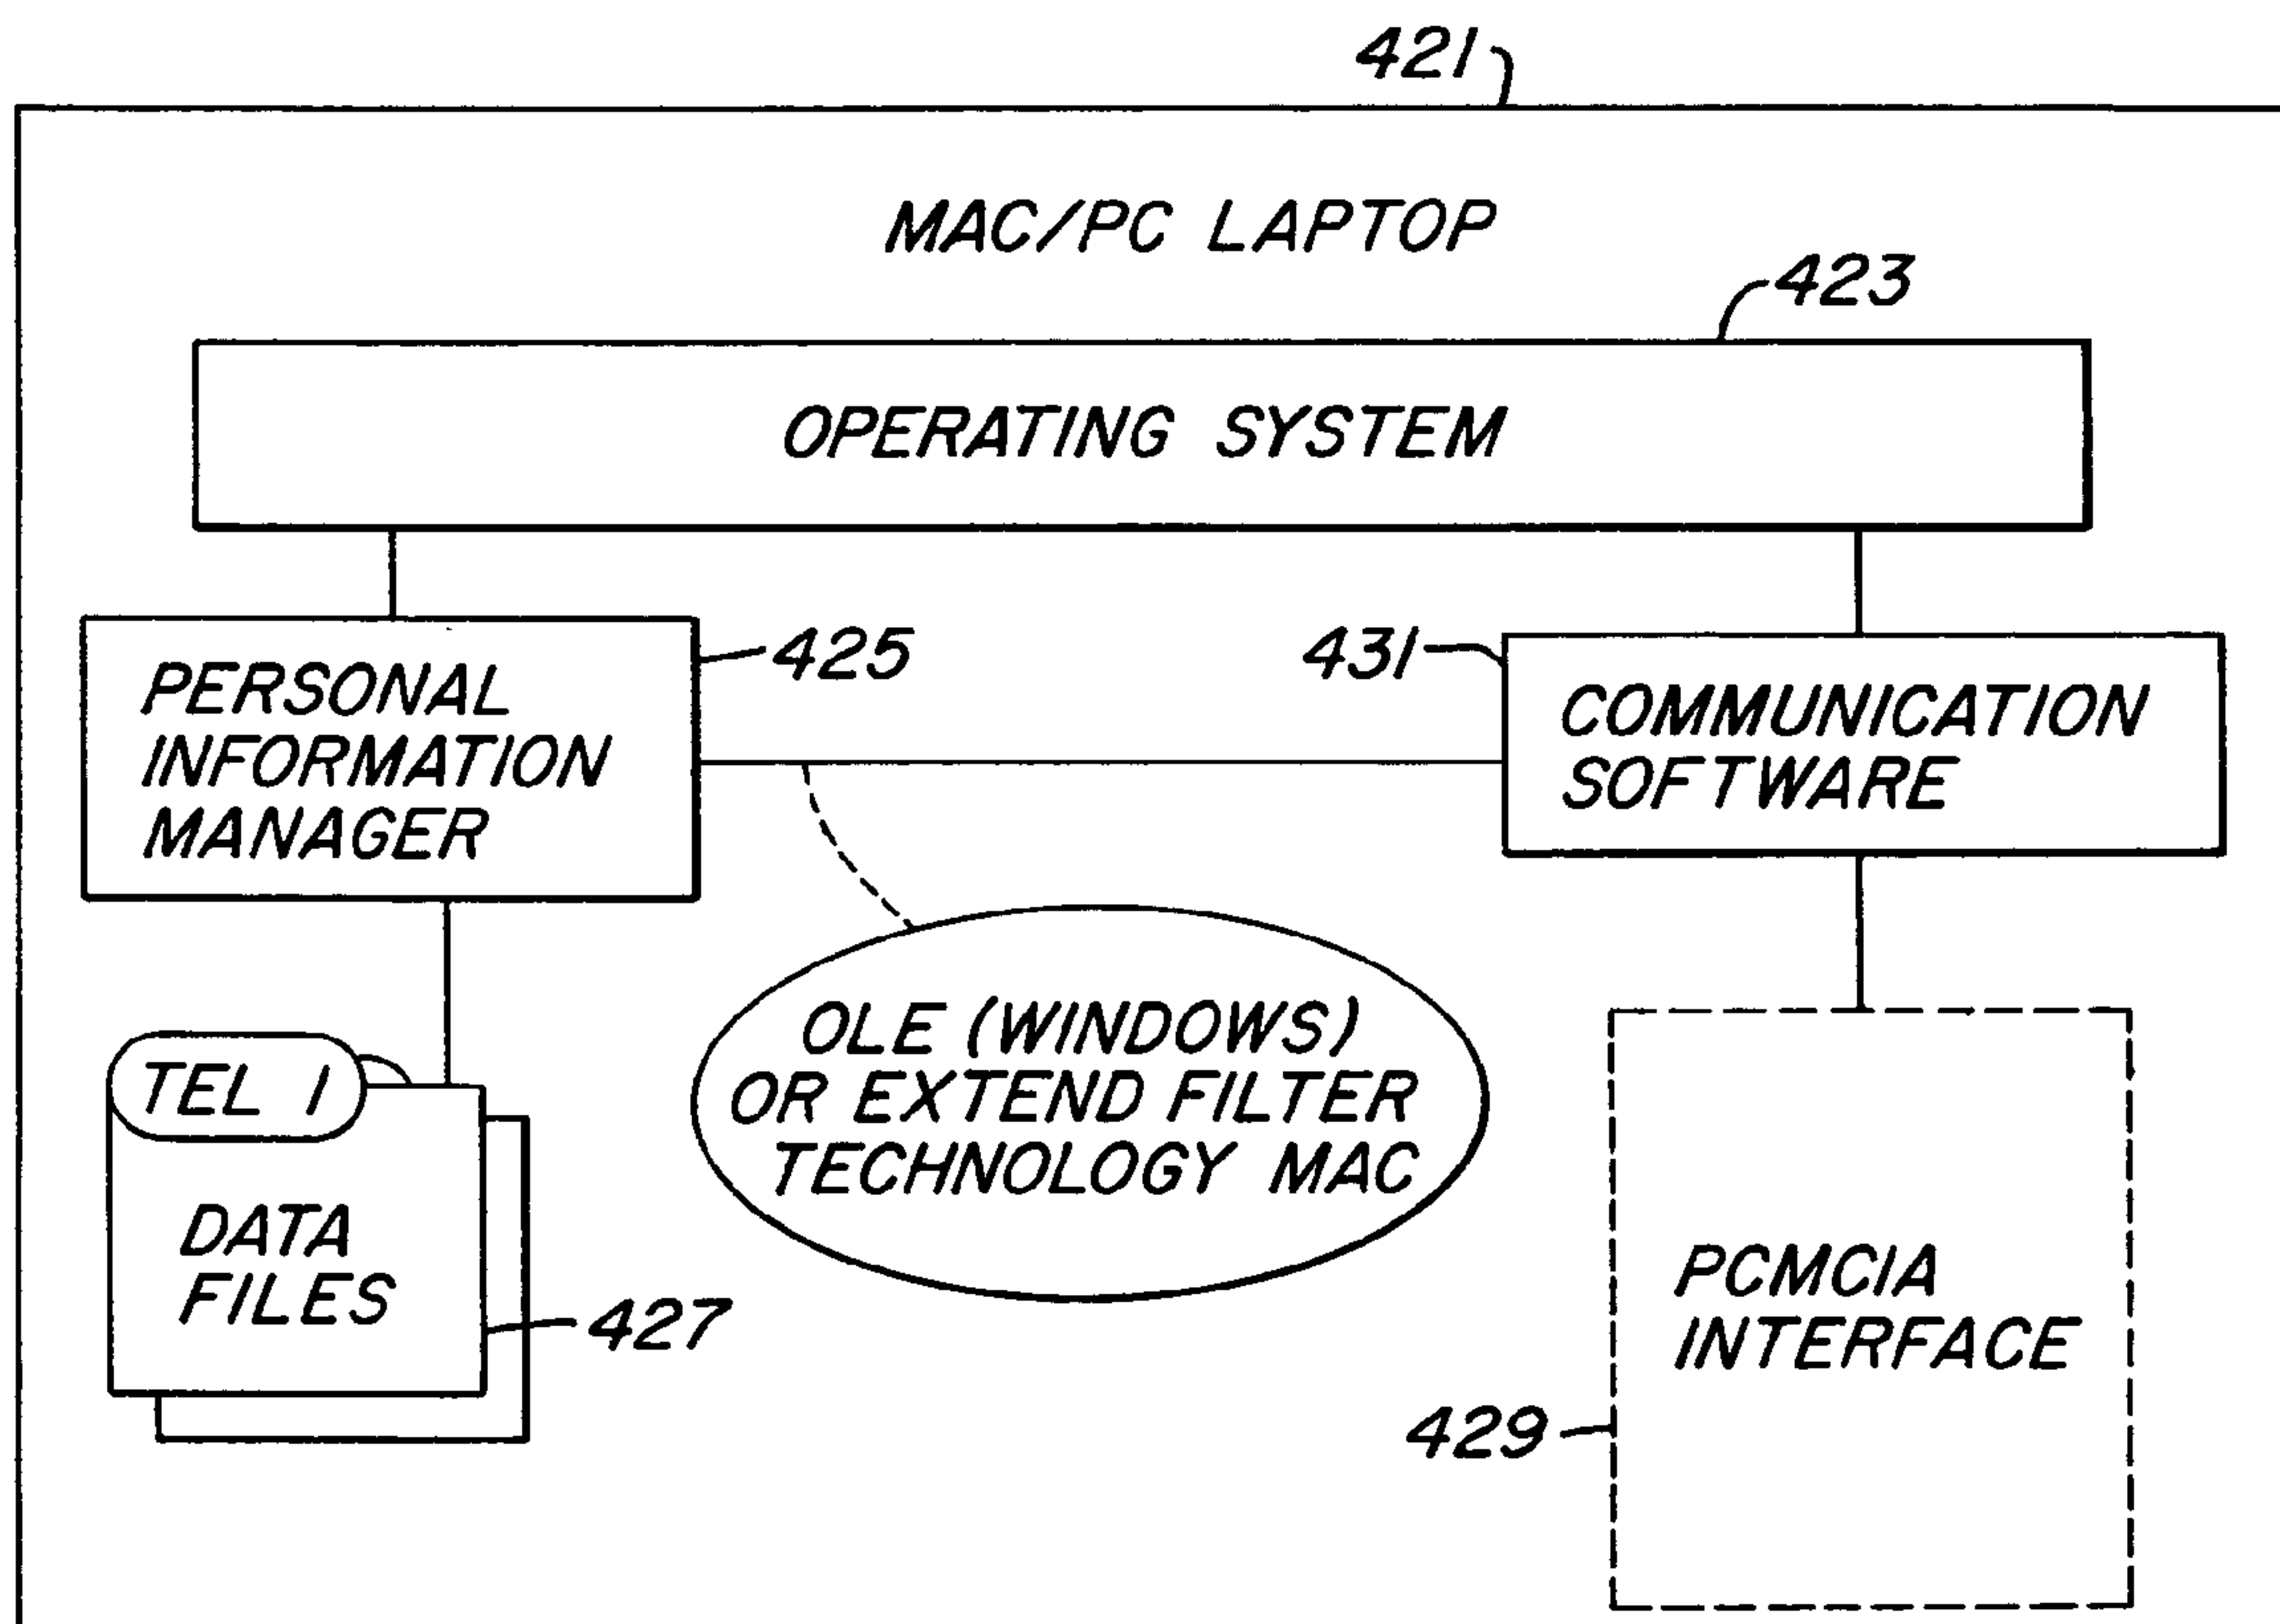 421
MAC/PC LAPTOP
423
OPERATING SYSTEM
PERSONAL
INFORMATION
MANAGER
425
431
COMMUNICATION
SOFTWARE
OLE (WINDOWS)
OR EXTEND FILTER
TECHNOLOGY MAC
TEL 1
DATA
FILES
427
PCMCIA
INTERFACE
429